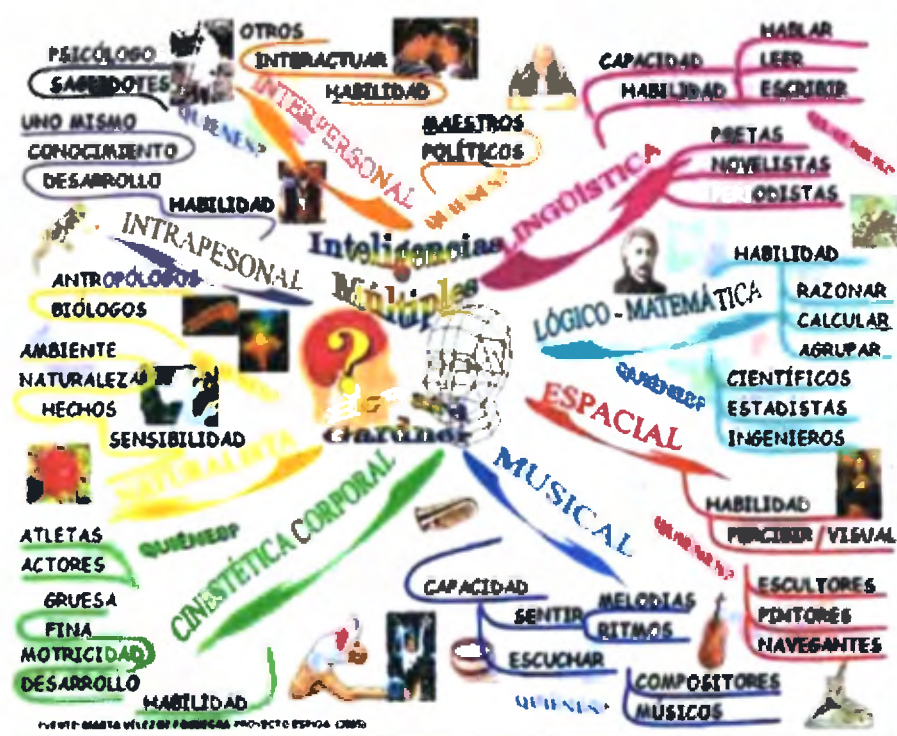 Inteligencias
Múltiples
Gardner
INTERPERSONAL
OTROS
INTERACTUAR
HABILIDAD
¿QUIENES?
PSICÓLOGO
MAESTROS
POLÍTICOS
LINGÜÍSTICA
CAPACIDAD
HABILIDAD
HABLAR
LEER
ESCRIBIR
POETAS
NOVELISTAS
LÓGICO - MATEMÁTICA
HABILIDAD
RAZONAR
CALCULAR
AGRUPAR
CIENTÍFICOS
ESTADISTAS
INGENIEROS
ESPACIAL
HABILIDAD
PERCIBIR / VISUAL
ESCULTORES
PINTORES
NAVEGANTES
MUSICAL
CAPACIDAD
SENTIR
MELODIAS
RITMOS
ESCUCHAR
COMPOSITORES
MUSICOS
CINESTÉTICA CORPORAL
HABILIDAD
DESARROLLO
MOTRICIDAD
FINA
GRUESA
ATLETAS
ACTORES
NATURALISTA
SENSIBILIDAD
HECHOS
NATURALEZA
AMBIENTE
ANTROPÓLOGOS
BIÓLOGOS
INTRAPESONAL
HABILIDAD
DESARROLLO
CONOCIMIENTO
UNO MISMO